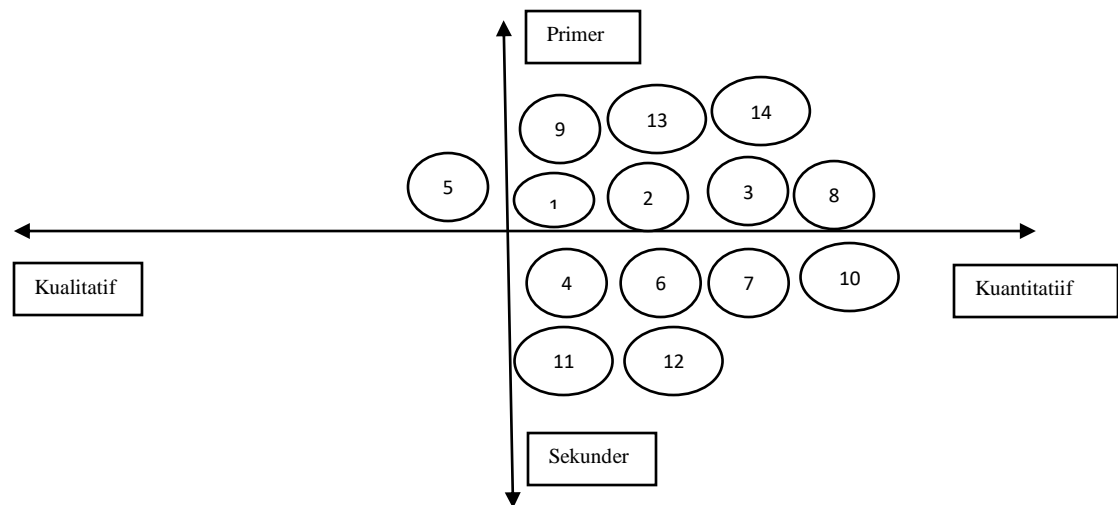 Primer
13 14
9
5 1 2 3 8
Kualitatif
4 6 7 10
Kuantitatiif
11 12
Sekunder